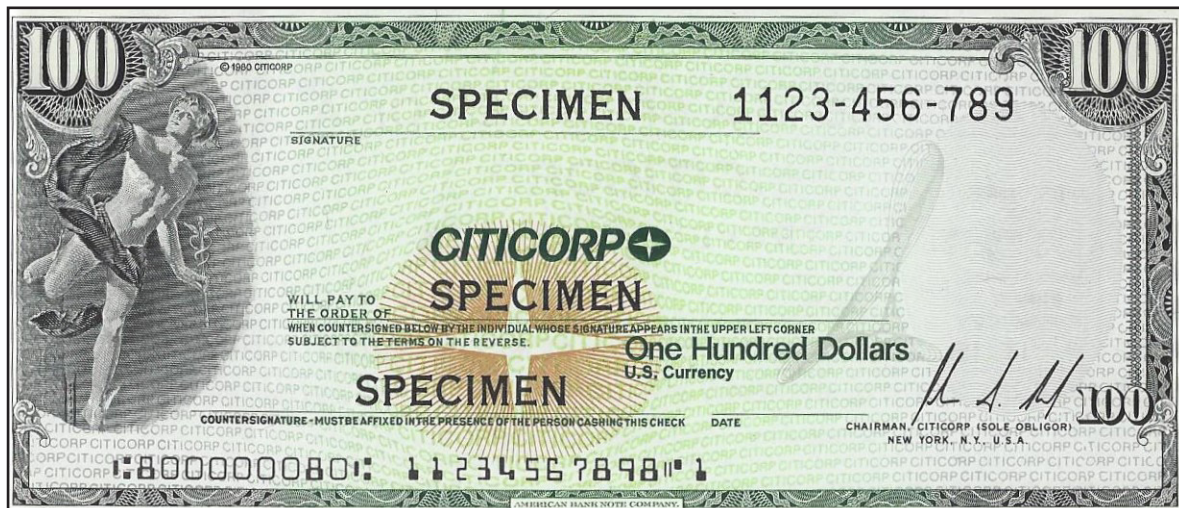 100 100
© 1980 CITICORP
SPECIMEN 1123-456-789
SIGNATURE
CITICORP
WILL PAY TO
THE ORDER OF SPECIMEN
WHEN COUNTERSIGNED BELOW BY THE INDIVIDUAL WHOSE SIGNATURE APPEARS IN THE UPPER LEFT CORNER
SUBJECT TO THE TERMS ON THE REVERSE.
One Hundred Dollars
U.S. Currency
SPECIMEN
COUNTERSIGNATURE - MUST BE AFFIXED IN THE PRESENCE OF THE PERSON CASHING THIS CHECK DATE
100
CHAIRMAN, CITICORP (SOLE OBLIGOR)
NEW YORK, N.Y., U.S.A.
⑆800000080⑆ 11234567898⑈1
AMERICAN BANK NOTE COMPANY.